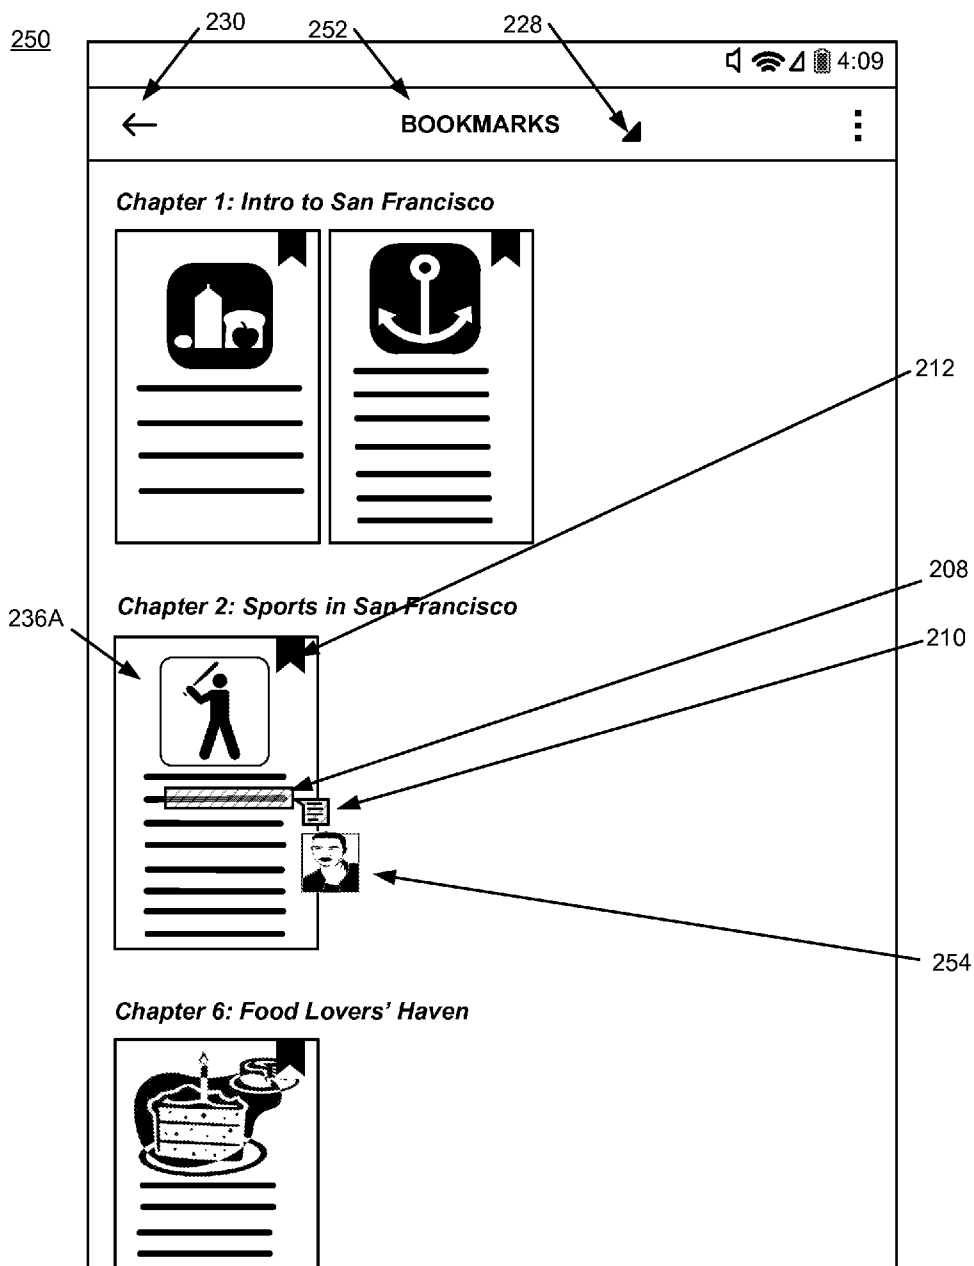 230
252
228
250
4:09
BOOKMARKS
Chapter 1: Intro to San Francisco
212
208
Chapter 2: Sports in San Francisco
236A
210
254
Chapter 6: Food Lovers' Haven